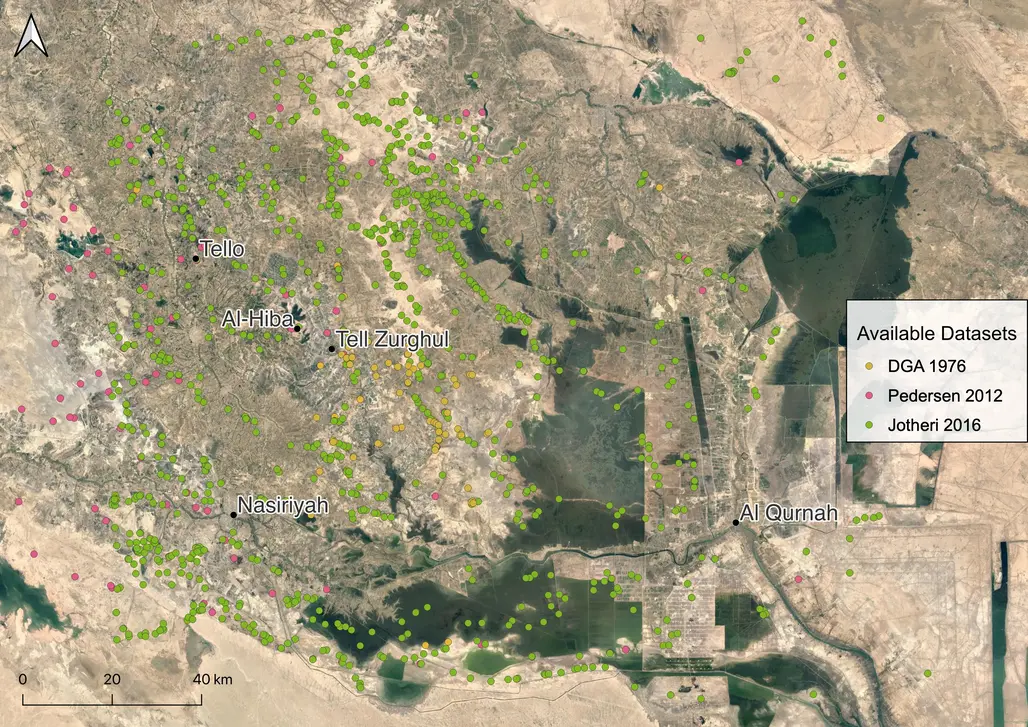 Tello
Al-Hiba
Tell Zurghul
Available Datasets
DGA 1976
Pedersen 2012
Jotheri 2016
Nasiriyah
Al Qurnah
0 20 40 km